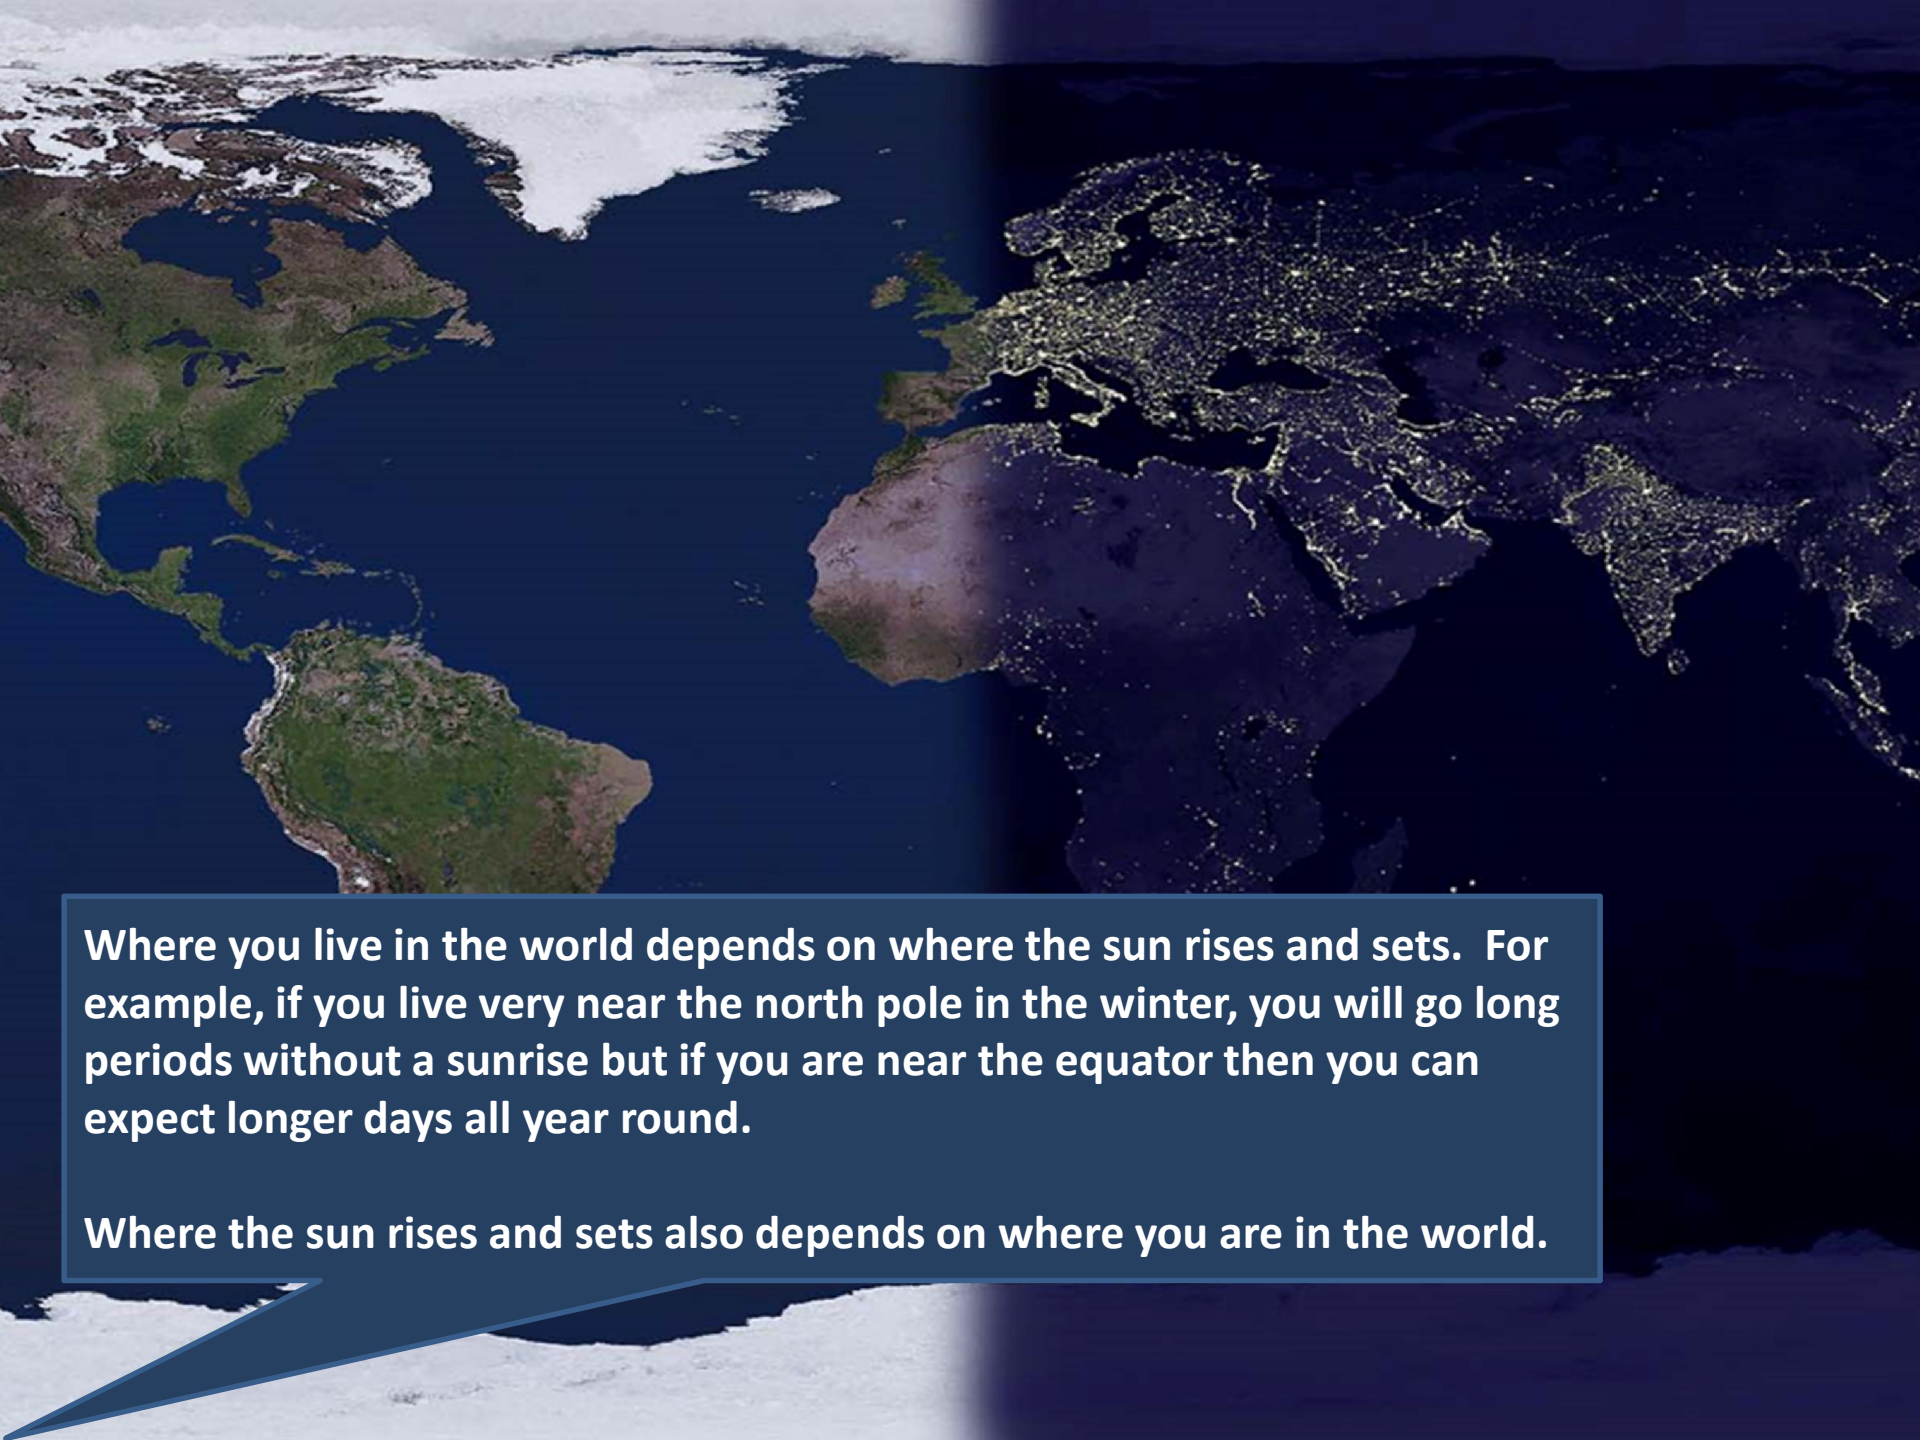 Where you live in the world depends on where the sun rises and sets.  For
example, if you live very near the north pole in the winter, you will go long
periods without a sunrise but if you are near the equator then you can
expect longer days all year round.
Where the sun rises and sets also depends on where you are in the world.